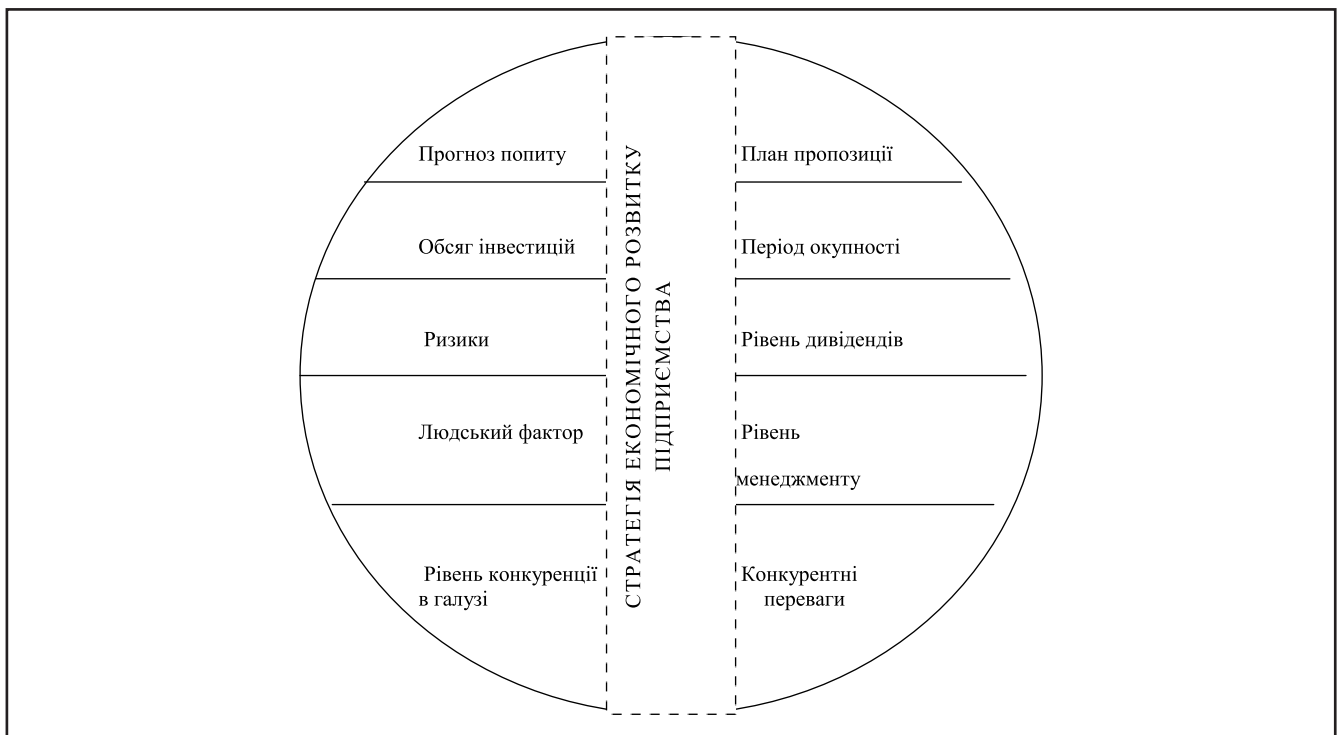 Прогноз попиту
План пропозиції
Обсяг інвестицій
Період окупності
Ризики
Рівень дивідендів
Людський фактор
Рівень
менеджменту
Рівень конкуренції
в галузі
Конкурентні
переваги
СТРАТЕГІЯ ЕКОНОМІЧНОГО РОЗВИТКУ
ПІДПРИЄМСТВА